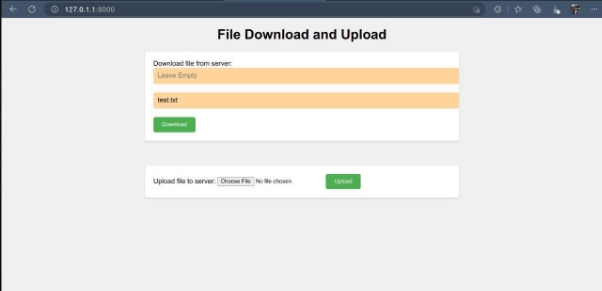 127.0.1.1:8000
File Download and Upload
Download file from server:
Leave Empty
test.txt
Download
Upload file to server: Choose File No file chosen Upload